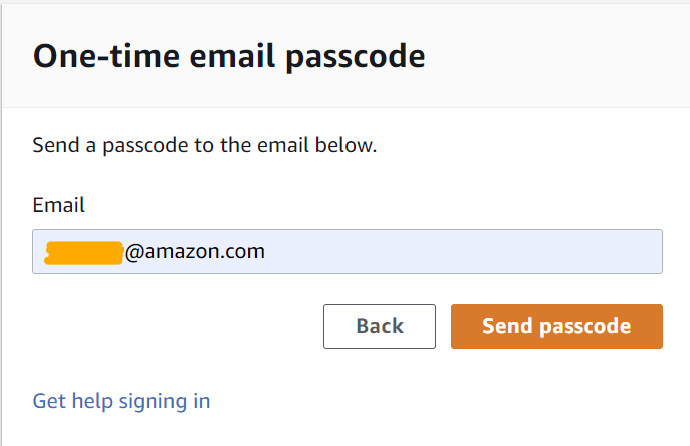 One-time email passcode
Send a passcode to the email below.
Email
@amazon.com
Back
Send passcode
Get help signing in